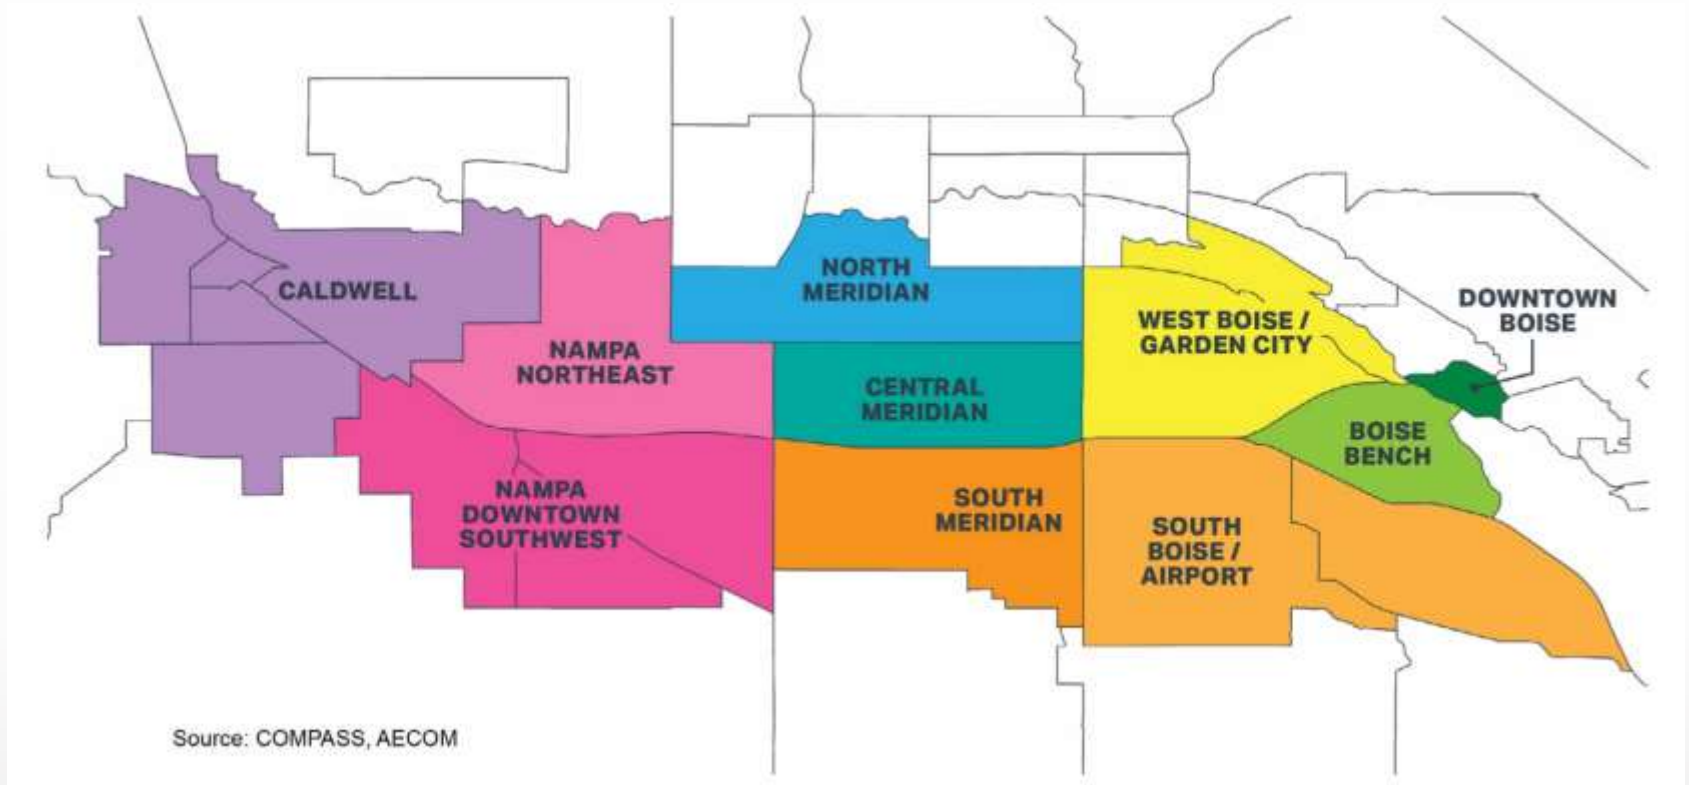 CALDWELL
NAMPA
NORTHEAST
NAMPA
DOWNTOWN
SOUTHWEST
NORTH
MERIDIAN
CENTRAL
MERIDIAN
SOUTH
MERIDIAN
WEST BOISE /
GARDEN CITY
DOWNTOWN
BOISE
BOISE
BENCH
SOUTH
BOISE /
AIRPORT
Source: COMPASS, AECOM